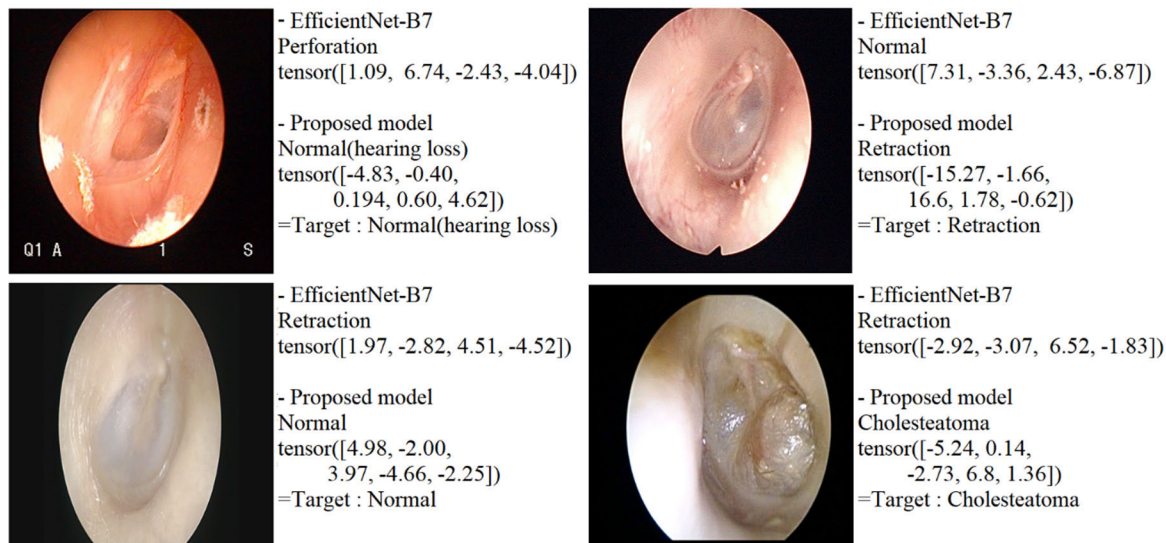 - EfficientNet-B7
Perforation
tensor([1.09, 6.74, -2.43, -4.04])
- Proposed model
Normal(hearing loss)
tensor([-4.83, -0.40,
0.194, 0.60, 4.62])
=Target : Normal(hearing loss)
Q1 A 1 S
- EfficientNet-B7
Normal
tensor([7.31, -3.36, 2.43, -6.87])
- Proposed model
Retraction
tensor([-15.27, -1.66,
16.6, 1.78, -0.62])
=Target : Retraction
- EfficientNet-B7
Retraction
tensor([1.97, -2.82, 4.51, -4.52])
- Proposed model
Normal
tensor([4.98, -2.00,
3.97, -4.66, -2.25])
=Target : Normal
- EfficientNet-B7
Retraction
tensor([-2.92, -3.07, 6.52, -1.83])
- Proposed model
Cholesteatoma
tensor([-5.24, 0.14,
-2.73, 6.8, 1.36])
=Target : Cholesteatoma